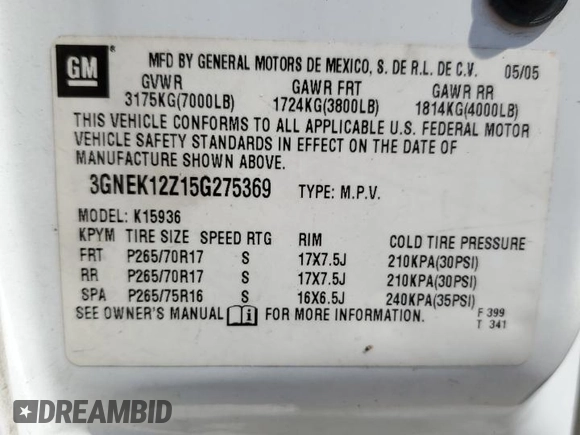 GM ®
MFD BY GENERAL MOTORS DE MEXICO, S. DE R.L. DE C.V. 05/05
GVWR GAWR FRT GAWR RR
3175KG(7000LB) 1724KG(3800LB) 1814KG(4000LB)
THIS VEHICLE CONFORMS TO ALL APPLICABLE U.S. FEDERAL MOTOR
VEHICLE SAFETY STANDARDS IN EFFECT ON THE DATE OF
MANUFACTURE SHOWN ABOVE.
3GNEK12Z15G275369 TYPE: M.P.V.
MODEL: K15936
KPYM TIRE SIZE SPEED RTG RIM COLD TIRE PRESSURE
FRT P265/70R17 S 17X7.5J 210KPA(30PSI)
RR P265/70R17 S 17X7.5J 210KPA(30PSI)
SPA P265/75R16 S 16X6.5J 240KPA(35PSI)
SEE OWNER'S MANUAL i FOR MORE INFORMATION.
F 399
T 341
DREAMBID